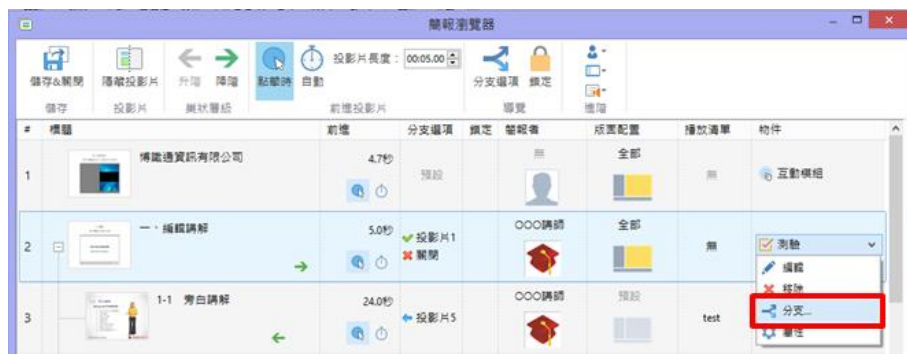 簡報瀏覽器
投影片長度： 00:05.00
儲存&關閉 隱藏投影片 升階 降階 點擊時 自動 分支選項 鎖定
儲存 投影片 巢狀層級 前進投影片 導覽 進階
# 標題 前進 分支選項 鎖定 簡報者 版面配置 播放清單 物件
1 博識通資訊有限公司 4.7秒 預設 無 全部 無 互動模組
2 一、編輯講解 5.0秒 投影片1 關閉 〇〇〇講師 全部 無 測驗
編輯
移除
分支...
屬性
3 1-1 旁白講解 24.0秒 投影片5 〇〇〇講師 預設 test